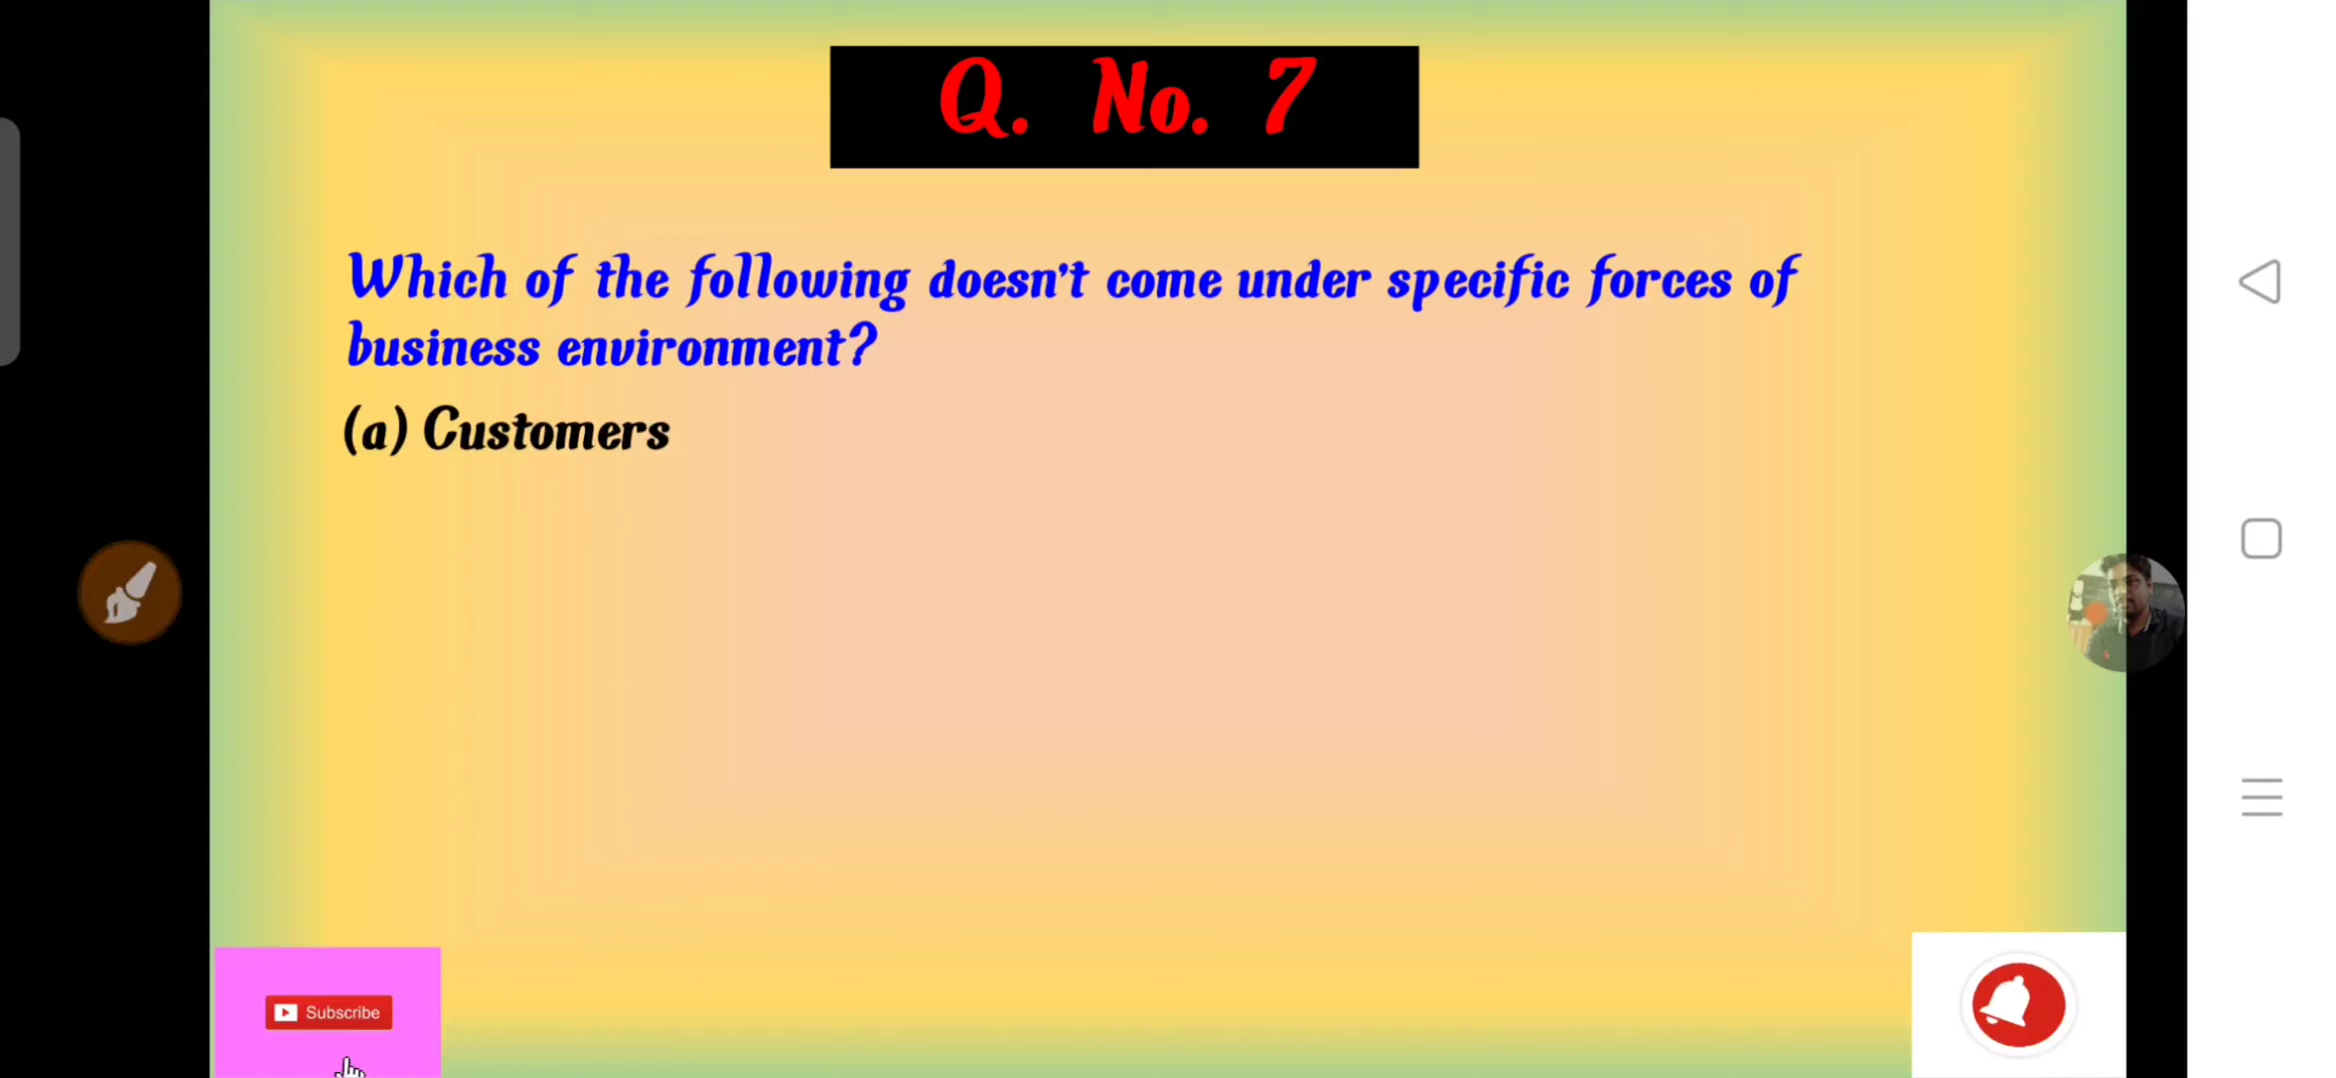 Q. No. 7
Which of the following doesn't come under specific forces of
business environment?
(a) Customers
Subscribe